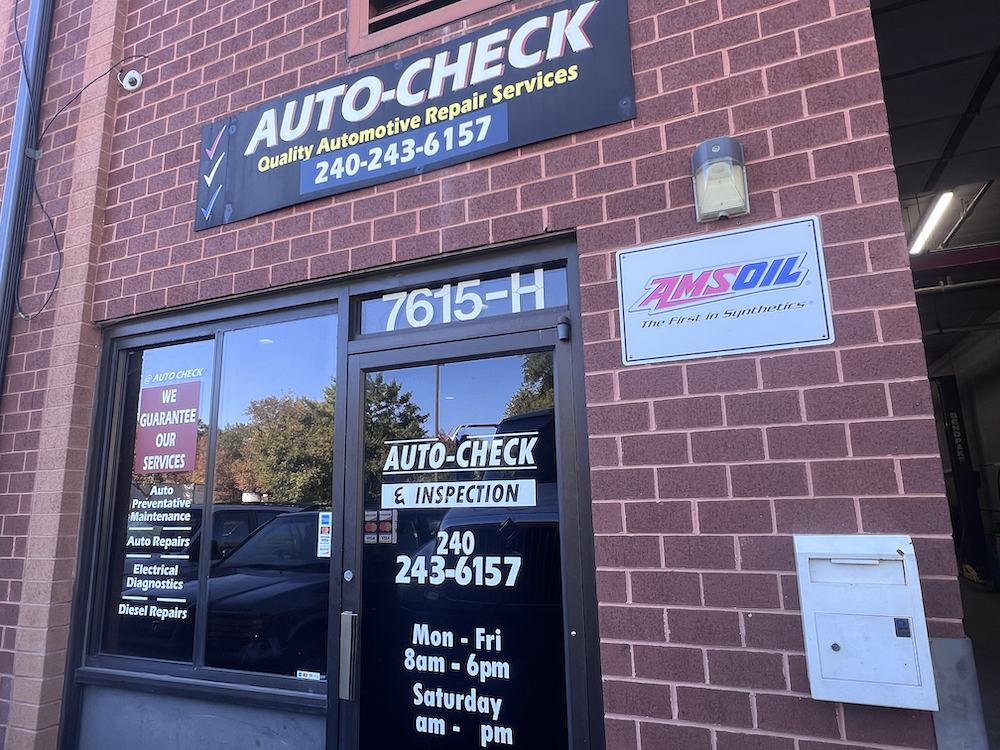 AUTO-CHECK
Quality Automotive Repair Services
240-243-6157
7615-H
AMSOIL
The First in Synthetics
@ AUTO CHECK
WE
GUARANTEE
OUR
SERVICES
Auto
Preventative
Maintenance
Auto Repairs
Electrical
Diagnostics
Diesel Repairs
AUTO-CHECK
& INSPECTION
240
243-6157
Mon - Fri
8am - 6pm
Saturday
am - pm
BENDPAK